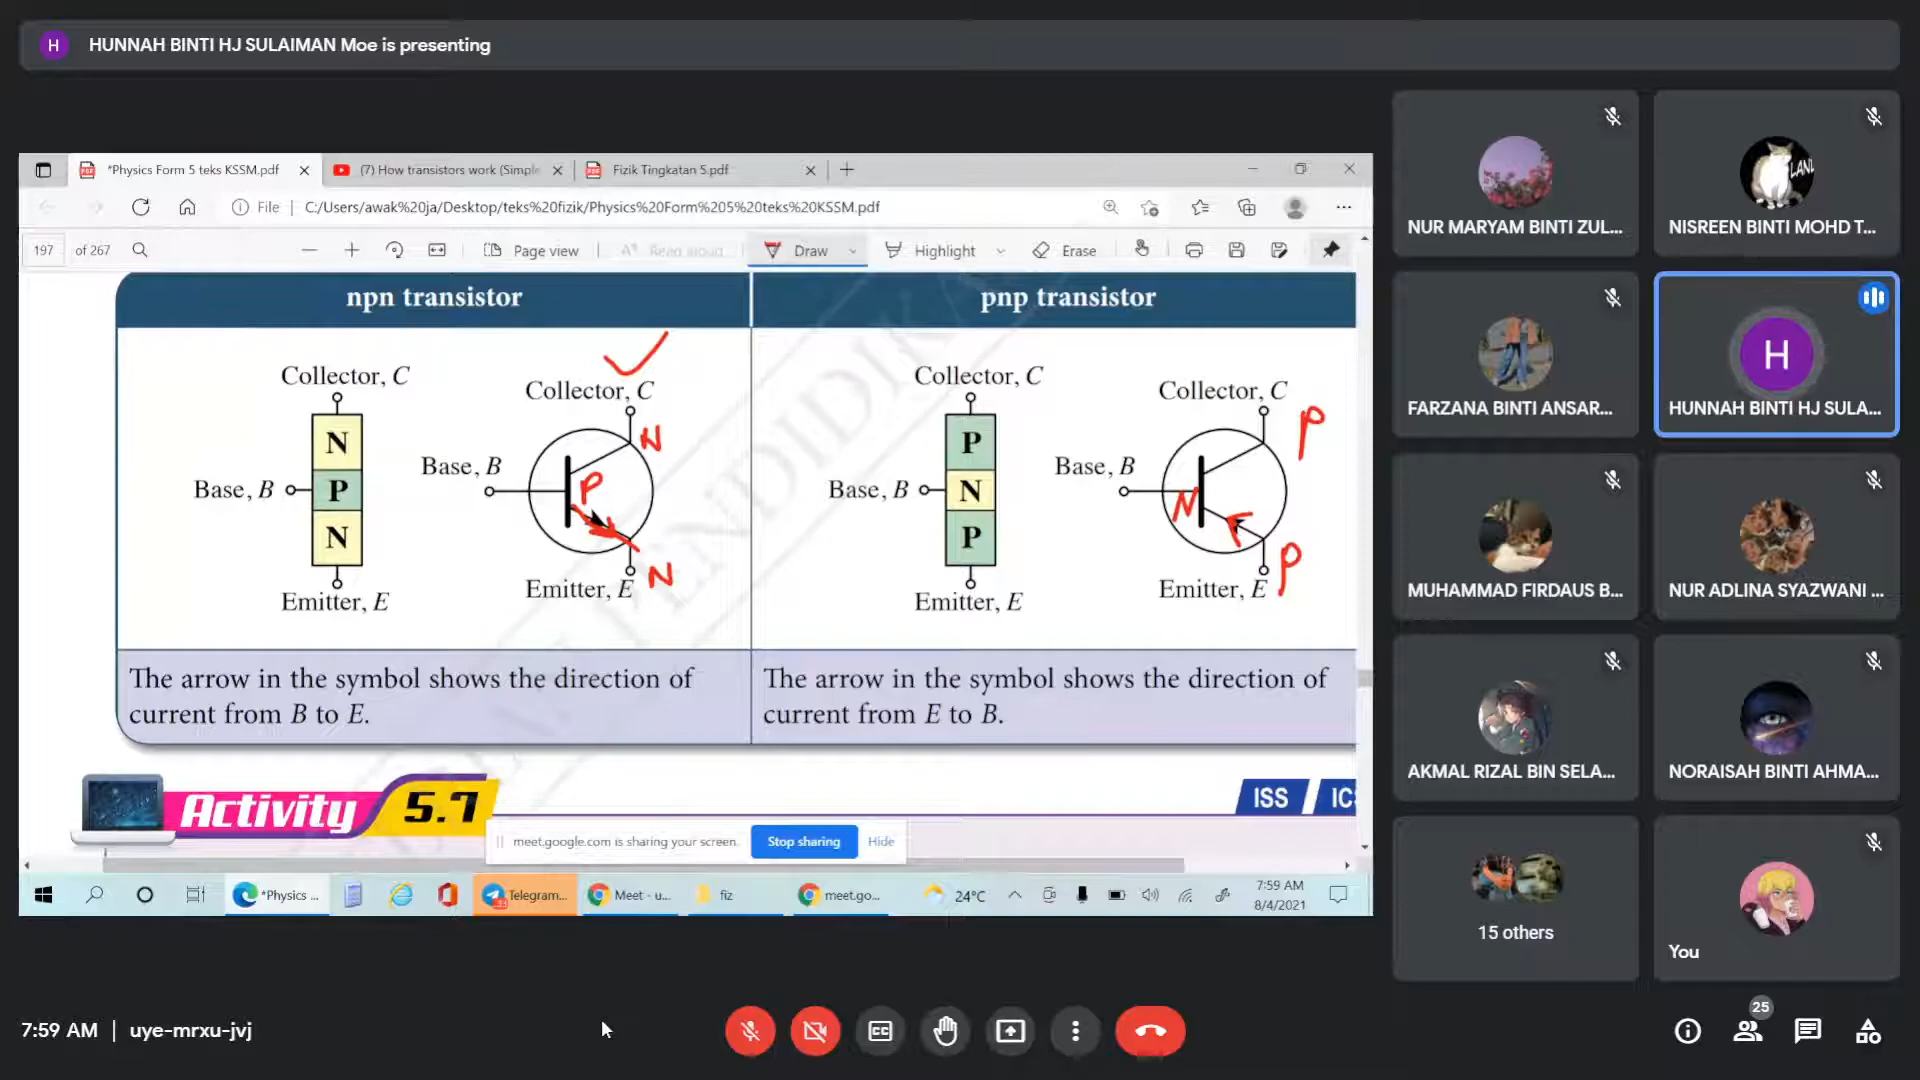 H HUNNAH BINTI HJ SULAIMAN Moe is presenting
*Physics Form 5 teks KSSM.pdf
(7) How transistors work (Simple
Fizik Tingkatan 5.pdf
File | C:/Users/awak%20ja/Desktop/teks%20fizik/Physics%20Form%205%20teks%20KSSM.pdf
197 of 267
Page view
Read aloud
Draw
Highlight
Erase
npn transistor
pnp transistor
Collector, C
N
Base, B
P
N
Emitter, E
Collector, C
N
Base, B
P
Emitter, E
N
Collector, C
P
Base, B
N
P
Emitter, E
Collector, C
P
Base, B
N
Emitter, E
P
The arrow in the symbol shows the direction of
current from B to E.
The arrow in the symbol shows the direction of
current from E to B.
Activity 5.7
ISS
meet.google.com is sharing your screen.
Stop sharing
Hide
*Physics ...
Telegram...
Meet - u...
fiz
meet.go...
24°C
7:59 AM
8/4/2021
NUR MARYAM BINTI ZUL...
NISREEN BINTI MOHD T...
LANL
FARZANA BINTI ANSAR...
H
HUNNAH BINTI HJ SULA...
MUHAMMAD FIRDAUS B...
NUR ADLINA SYAZWANI ...
AKMAL RIZAL BIN SELA...
NORAISAH BINTI AHMA...
15 others
You
7:59 AM | uye-mrxu-jvj
CC
25